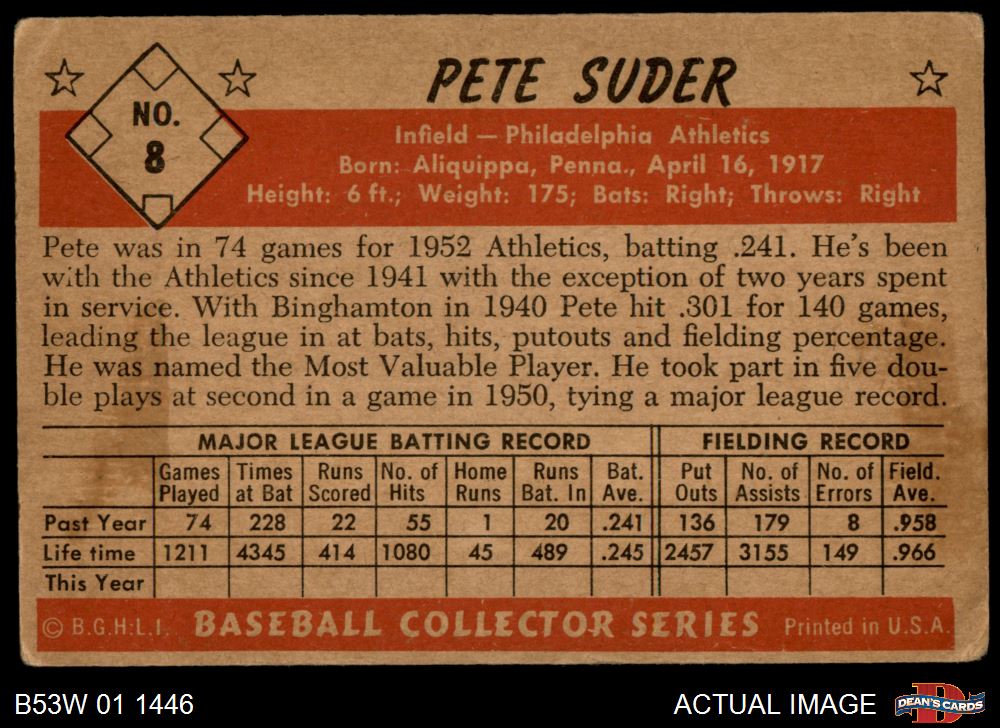 NO.
8
PETE SUDER
Infield — Philadelphia Athletics
Born: Aliquippa, Penna., April 16, 1917
Height: 6 ft.; Weight: 175; Bats: Right; Throws: Right
Pete was in 74 games for 1952 Athletics, batting .241. He's been
with the Athletics since 1941 with the exception of two years spent
in service. With Binghamton in 1940 Pete hit .301 for 140 games,
leading the league in at bats, hits, putouts and fielding percentage.
He was named the Most Valuable Player. He took part in five dou-
ble plays at second in a game in 1950, tying a major league record.
MAJOR LEAGUE BATTING RECORD FIELDING RECORD
Games Times Runs No. of Home Runs Bat. Put No. of No. of Field.
Played at Bat Scored Hits Runs Bat. In Ave. Outs Assists Errors Ave.
Past Year 74 228 22 55 1 20 .241 136 179 8 .958
Life time 1211 4345 414 1080 45 489 .245 2457 3155 149 .966
This Year
© B.G.H.L.I. BASEBALL COLLECTOR SERIES Printed in U.S.A.
B53W 01 1446 ACTUAL IMAGE DEAN'S CARDS